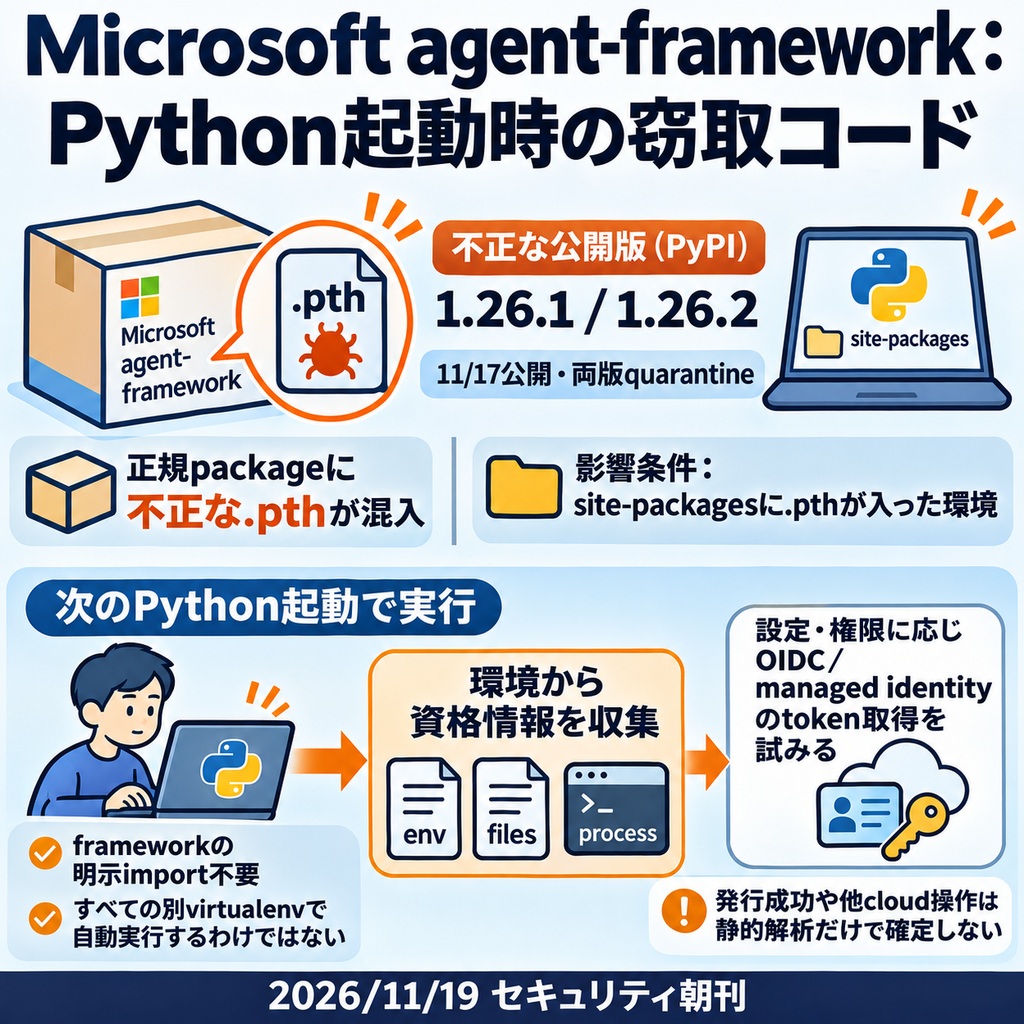 Microsoft agent-framework:
Python起動時の窃取コード
Microsoft
agent-
framework
.pth
不正な公開版 (PyPI)
1.26.1 / 1.26.2
11/17公開・両版quarantine
site-packages
正規packageに
不正な.pthが混入
影響条件：
site-packagesに.pthが入った環境
次のPython起動で実行
frameworkの
明示import不要
すべての別virtualenvで
自動実行するわけではない
環境から
資格情報を収集
env
files
>_
process
設定・権限に応じ
OIDC/
managed identity
のtoken取得を
試みる
発行成功や他cloud操作は
静的解析だけで確定しない
2026/11/19 セキュリティ朝刊